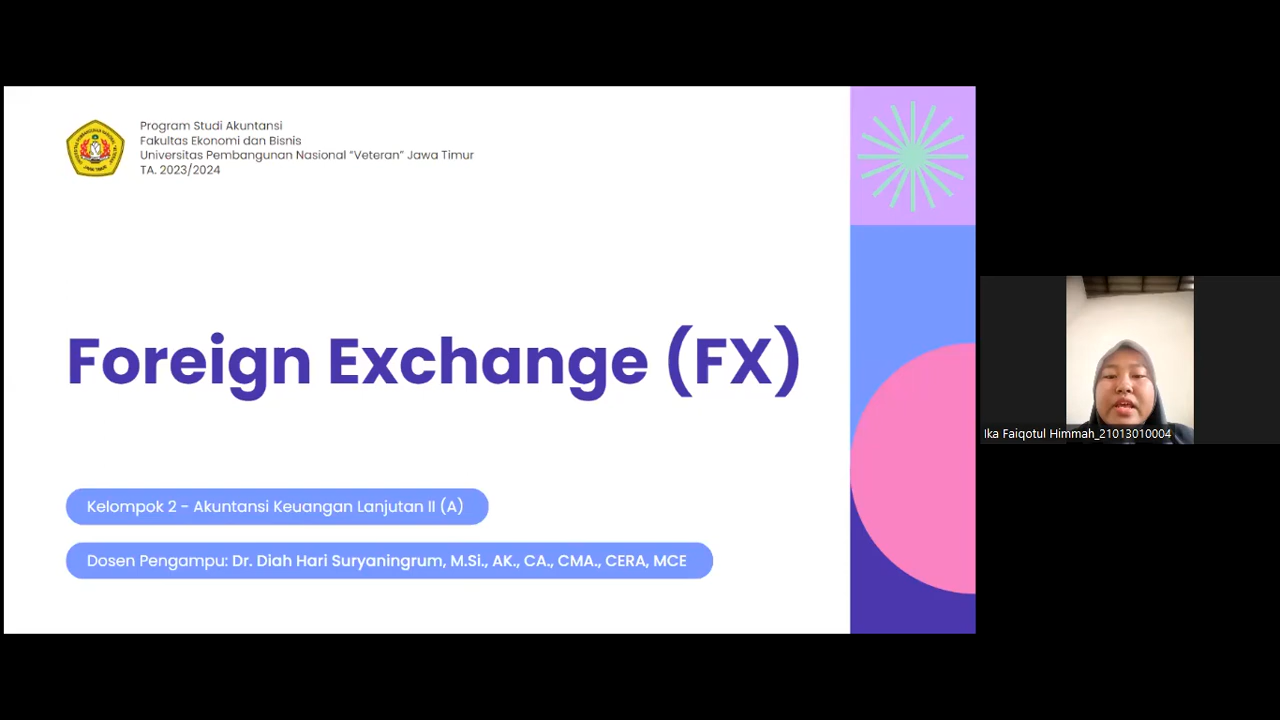 Program Studi Akuntansi
Fakultas Ekonomi dan Bisnis
Universitas Pembangunan Nasional “Veteran” Jawa Timur
TA. 2023/2024
Foreign Exchange (FX)
Kelompok 2 - Akuntansi Keuangan Lanjutan II (A)
Dosen Pengampu: Dr. Diah Hari Suryaningrum, M.Si., AK., CA., CMA., CERA, MCE
Ika Faiqotul Himmah_21013010004